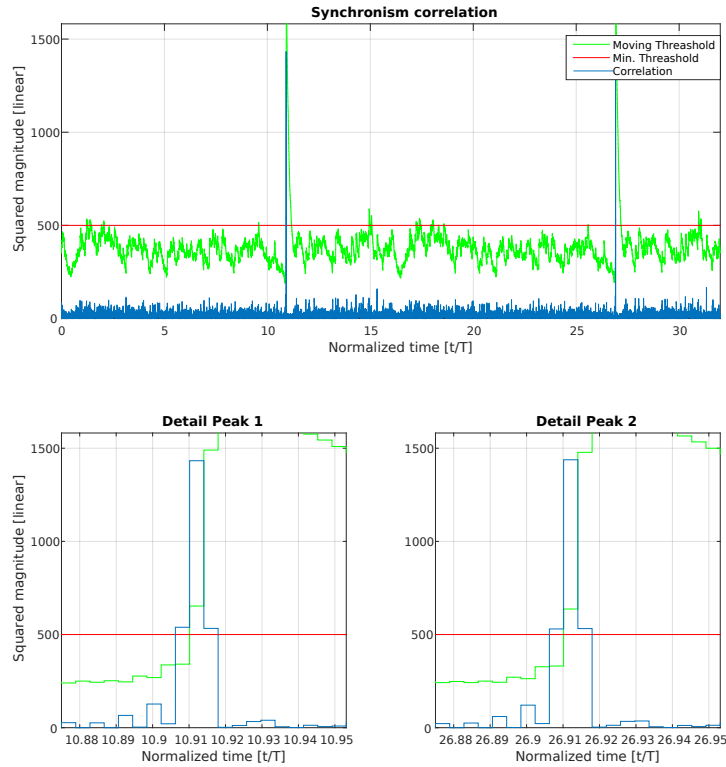 Synchronism correlation
1500
1000
500
0
Squared magnitude [linear]
Moving Threashold
Min. Threashold
Correlation
0 5 10 15 20 25 30
Normalized time [t/T]
Detail Peak 1
1500
1000
500
0
Squared magnitude [linear]
10.88 10.89 10.9 10.91 10.92 10.93 10.94 10.95
Normalized time [t/T]
Detail Peak 2
1500
1000
500
0
26.88 26.89 26.9 26.91 26.92 26.93 26.94 26.95
Normalized time [t/T]